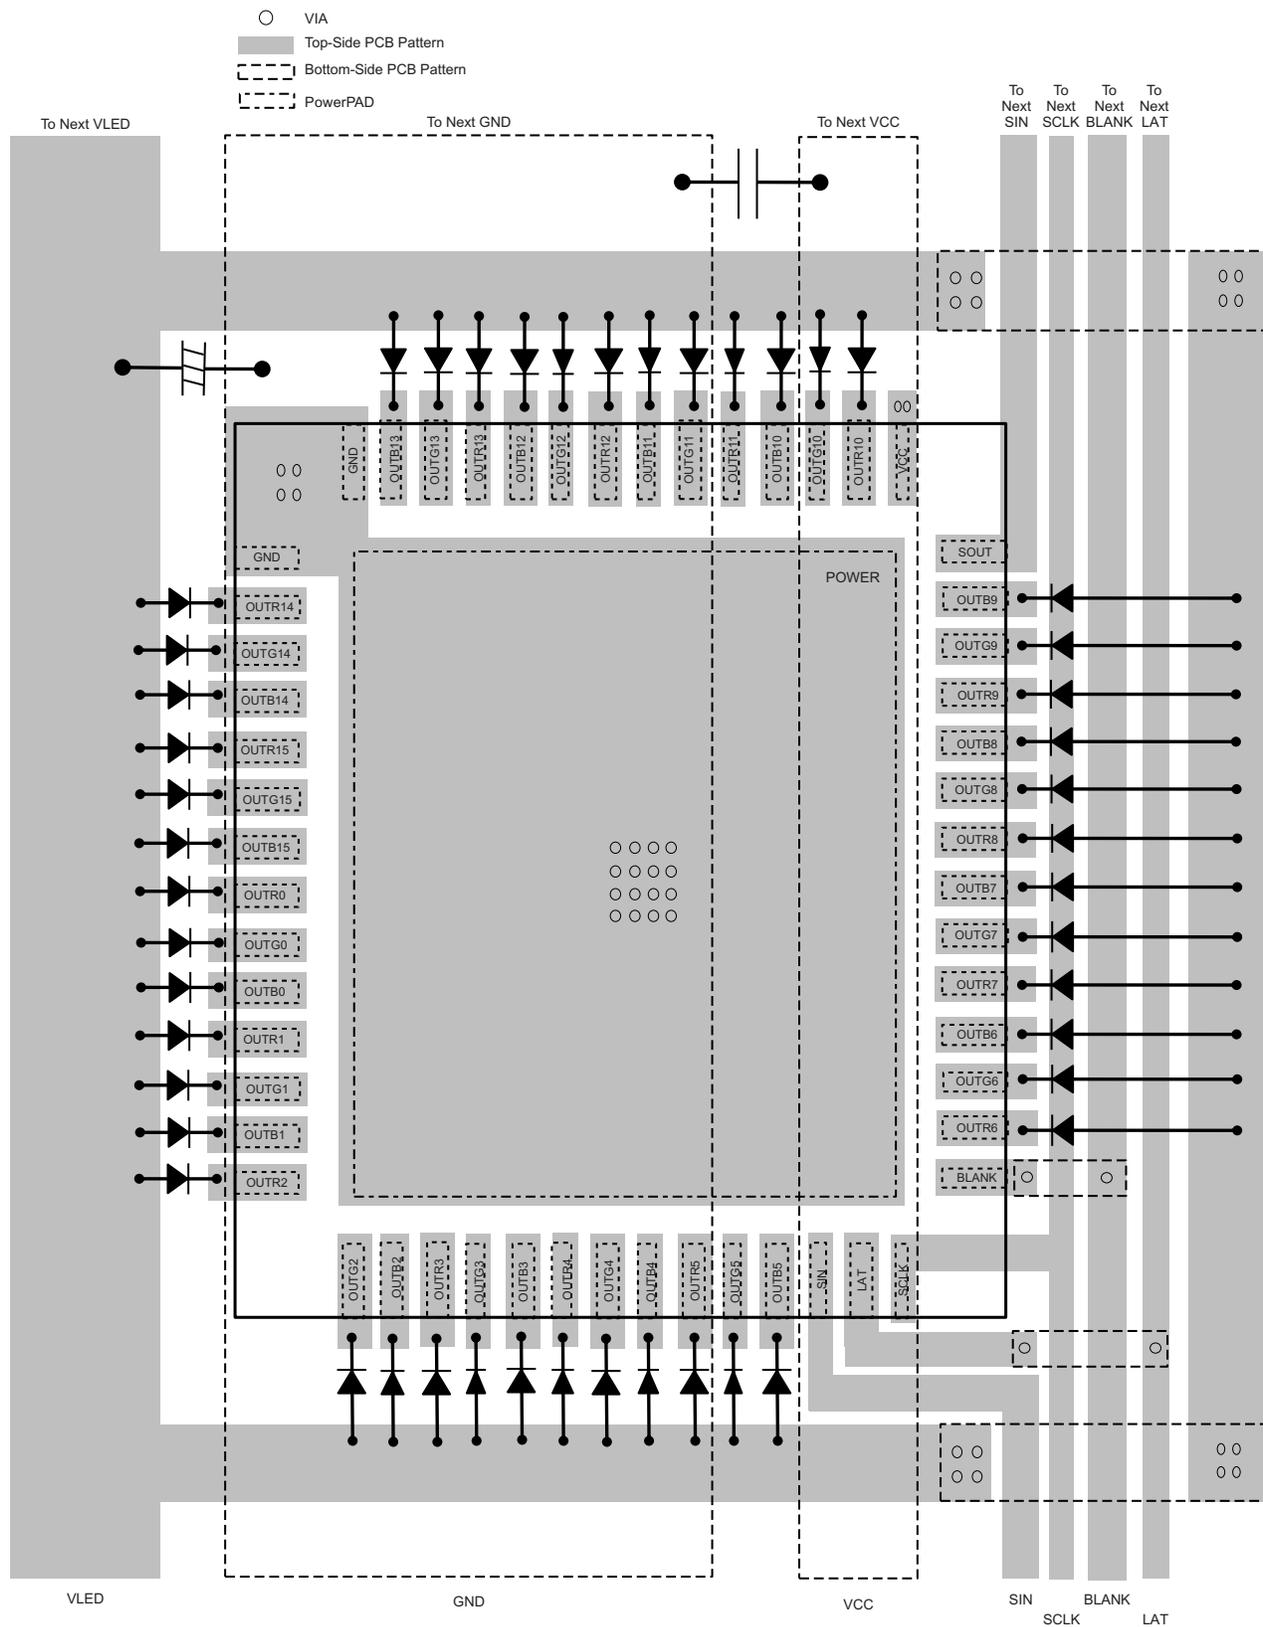 VIA
Top-Side PCB Pattern
Bottom-Side PCB Pattern
PowerPAD
To Next VLED
To Next GND
To Next VCC
To
Next
SIN
To
Next
SCLK
To
Next
BLANK
To
Next
LAT
GND
OUTB13
OUTG13
OUTR13
OUTB12
OUTG12
OUTR12
OUTB11
OUTG11
OUTR11
OUTB10
OUTG10
OUTR10
VCC
GND
OUTR14
OUTG14
OUTB14
OUTR15
OUTG15
OUTB15
OUTR0
OUTG0
OUTB0
OUTR1
OUTG1
OUTB1
OUTR2
POWER
SOUT
OUTB9
OUTG9
OUTR9
OUTB8
OUTG8
OUTR8
OUTB7
OUTG7
OUTR7
OUTB6
OUTG6
OUTR6
BLANK
OUTG2
OUTB2
OUTR3
OUTG3
OUTB3
OUTR4
OUTG4
OUTB4
OUTR5
OUTG5
OUTB5
SIN
LAT
SCLK
VLED
GND
VCC
SIN
SCLK
BLANK
LAT